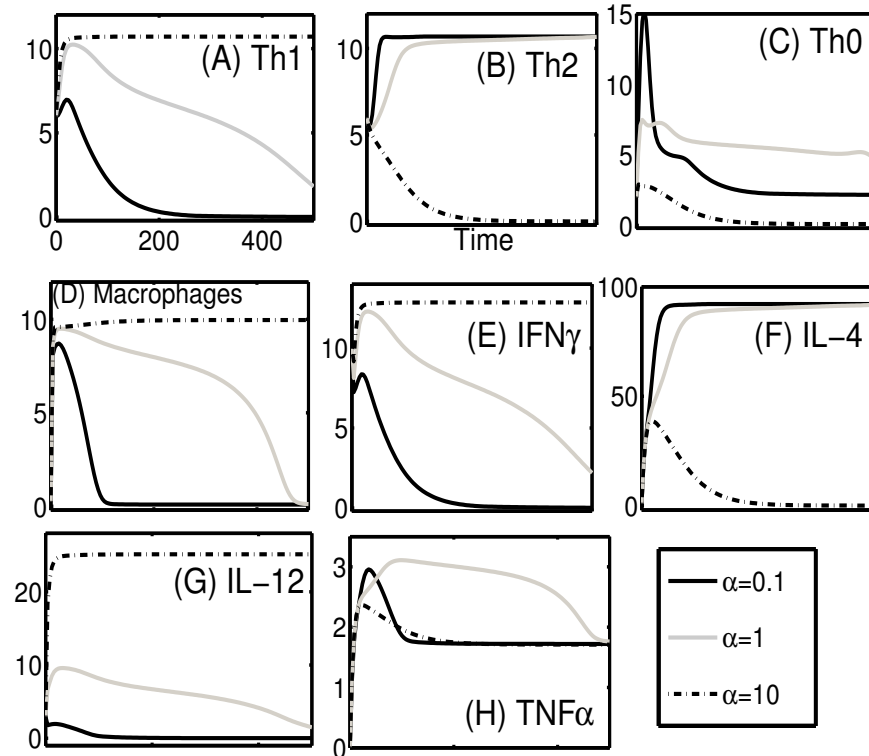 10
5
0
0 200 400
(A) Th1
10
5
0
(B) Th2
Time
15
10
5
0
(C) Th0
(D) Macrophages
10
5
0
10
5
0
(E) IFNγ
100
50
0
(F) IL-4
20
10
0
(G) IL-12
3
2
1
0
(H) TNFα
α=0.1
α=1
α=10